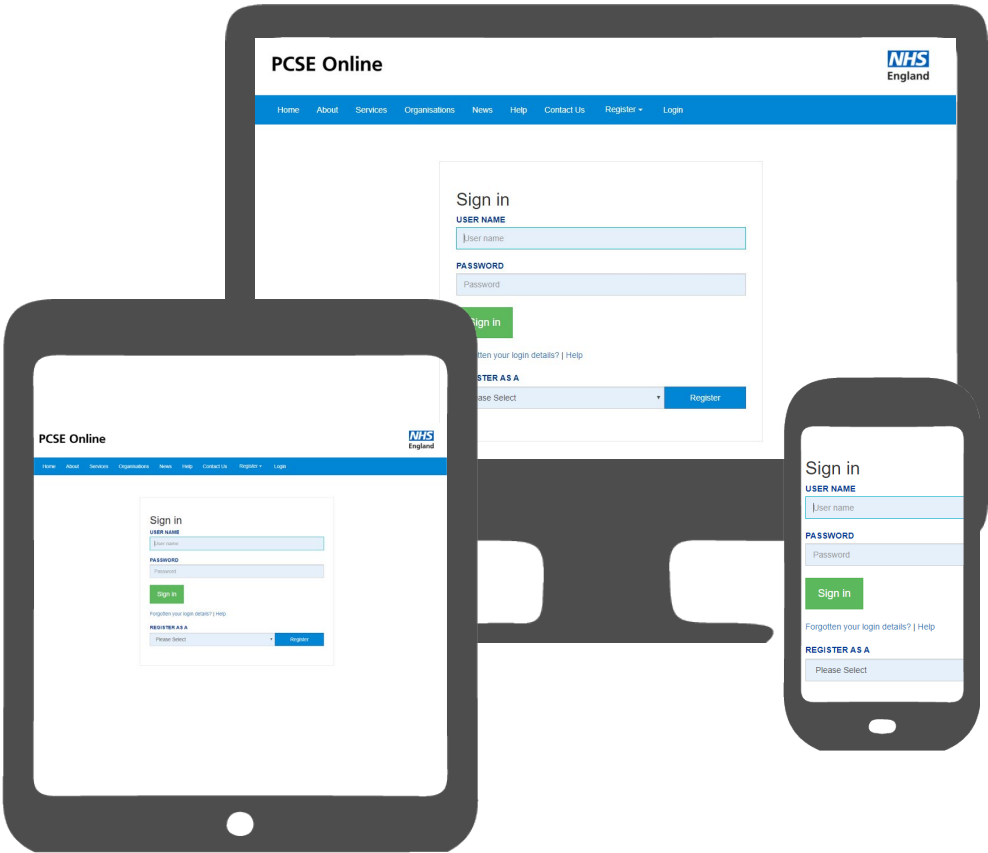 PCSE Online
NHS
England
Home About Services Organisations News Help Contact Us Register Login
Sign in
USER NAME
User name
PASSWORD
Password
Sign in
your login details? | Help
AS A
Select Register
PCSE Online
NHS
England
Home About Services Organisations News Help Contact Us Register Login
Sign in
USER NAME
User name
PASSWORD
Password
Sign in
Forgotten your login details? | Help
REGISTER AS A
Please Select Register
Sign in
USER NAME
User name
PASSWORD
Password
Sign in
Forgotten your login details? | Help
REGISTER AS A
Please Select